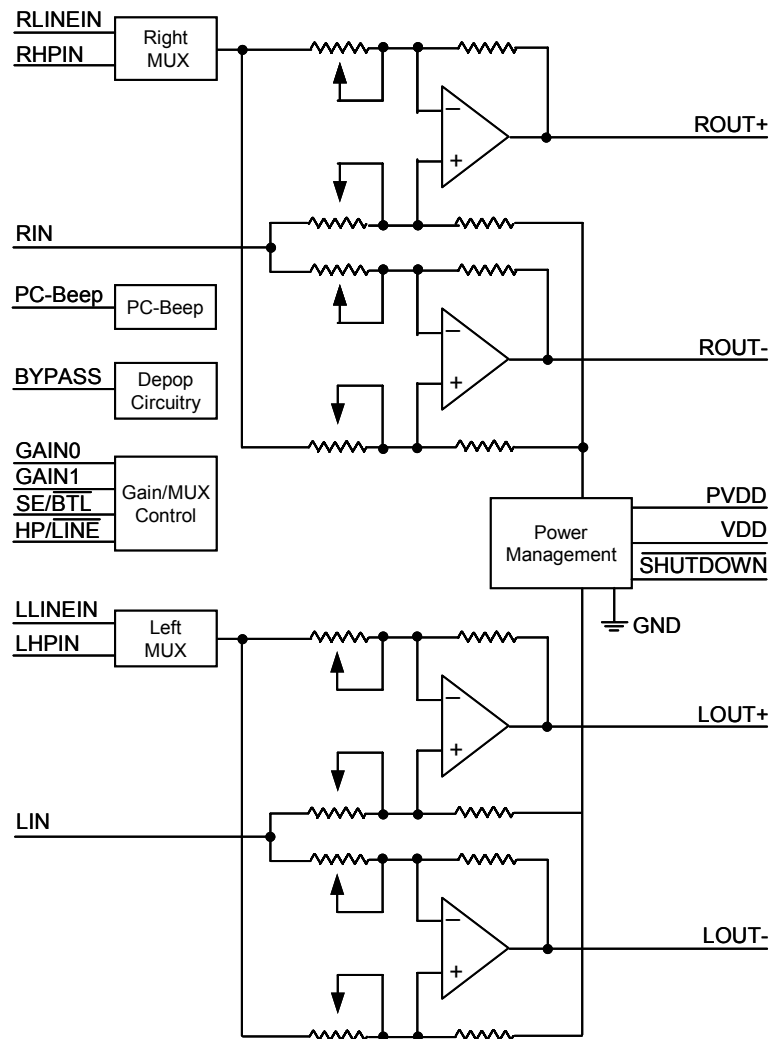 RLINEIN
RHPIN
Right
MUX
ROUT+
RIN
PC-Beep
PC-Beep
ROUT-
BYPASS
Depop
Circuitry
GAIN0
GAIN1
SE/BTL
HP/LINE
Gain/MUX
Control
Power
Management
PVDD
VDD
SHUTDOWN
GND
LLINEIN
LHPIN
Left
MUX
LOUT+
LIN
LOUT-